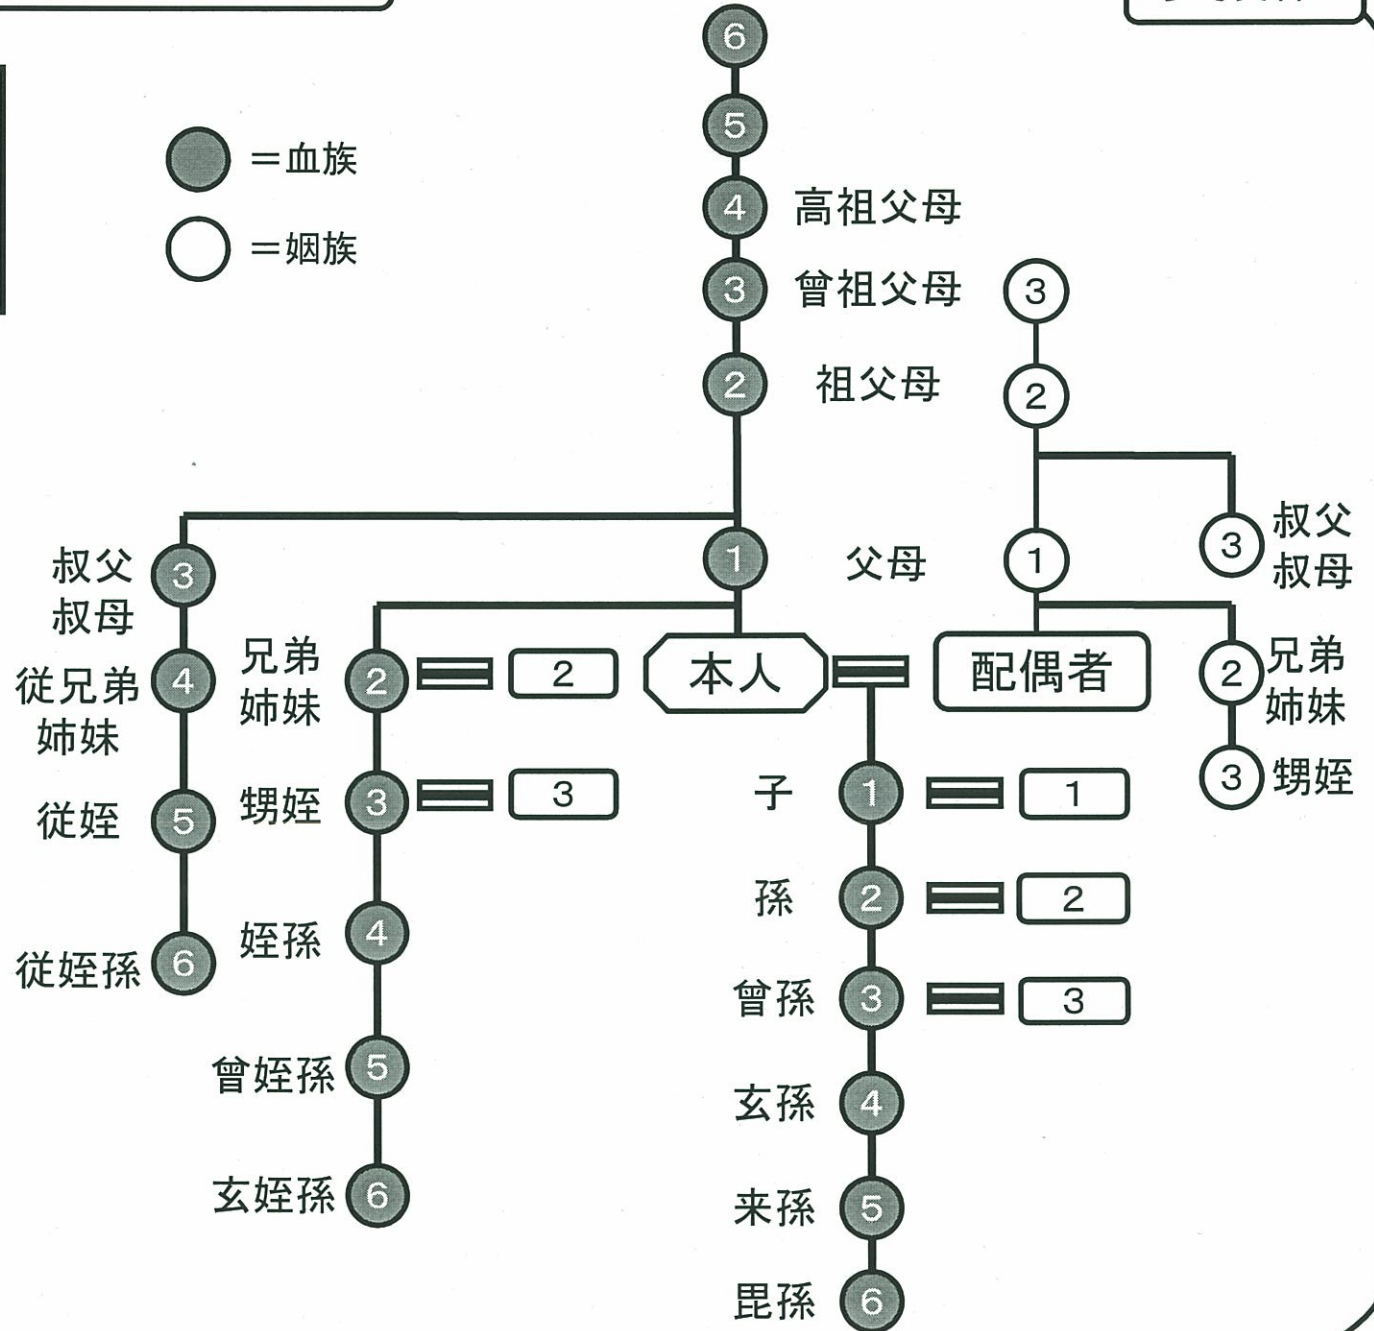 6
5
=血族
4 高祖父母
=姻族
3 曾祖父母 3
2 祖父母 2
叔父
叔母
3
1 父母 1
3 叔父
叔母
従兄弟
姉妹
4
兄弟
姉妹
2 2
本人
配偶者
2 兄弟
姉妹
3 甥姪
従姪 5
甥姪 3 3
子 1 1
孫 2 2
従姪孫 6
姪孫 4
曾孫 3 3
曾姪孫 5
玄孫 4
玄姪孫 6
来孫 5
毘孫 6